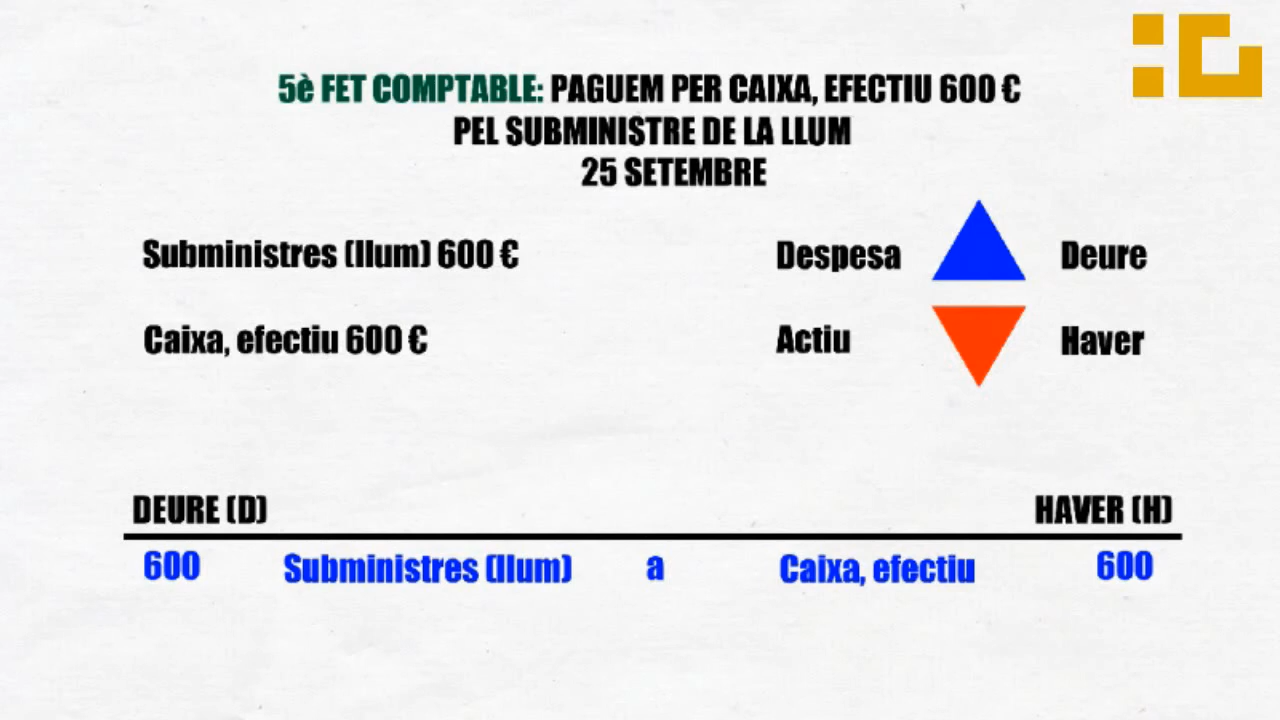 5è FET COMPTABLE: PAGUEM PER CAIXA, EFECTIU 600 €
PEL SUBMINISTRE DE LA LLUM
25 SETEMBRE
Subministres (llum) 600 € Despesa Deure
Caixa, efectiu 600 € Actiu Haver
DEURE (D) HAVER (H)
600 Subministres (llum) a Caixa, efectiu 600